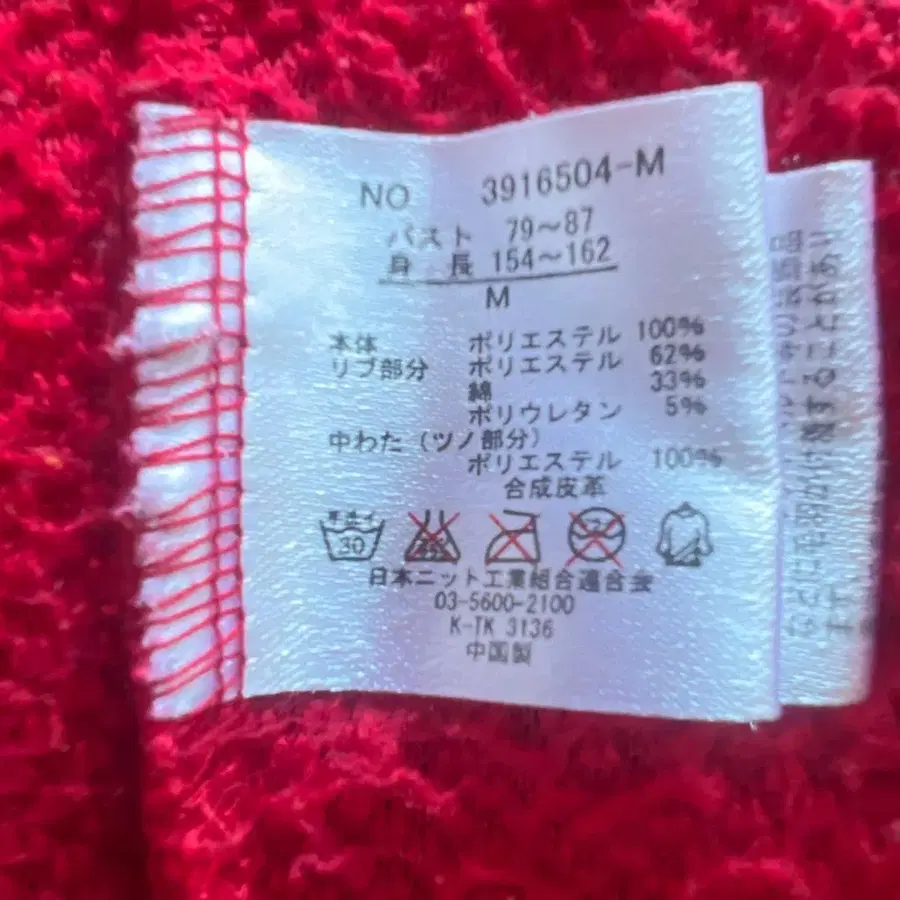 NO 3916504-M
バスト 79〜87
身 長 154〜162
M
本体 ポリエステル 100%
リブ部分 ポリエステル 62%
綿 33%
ポリウレタン 5%
中わた (ツノ部分)
ポリエステル 100%
合成皮革
30
日本ニット工業組合連合会
03-5600-2100
K-TK 3136
中国製